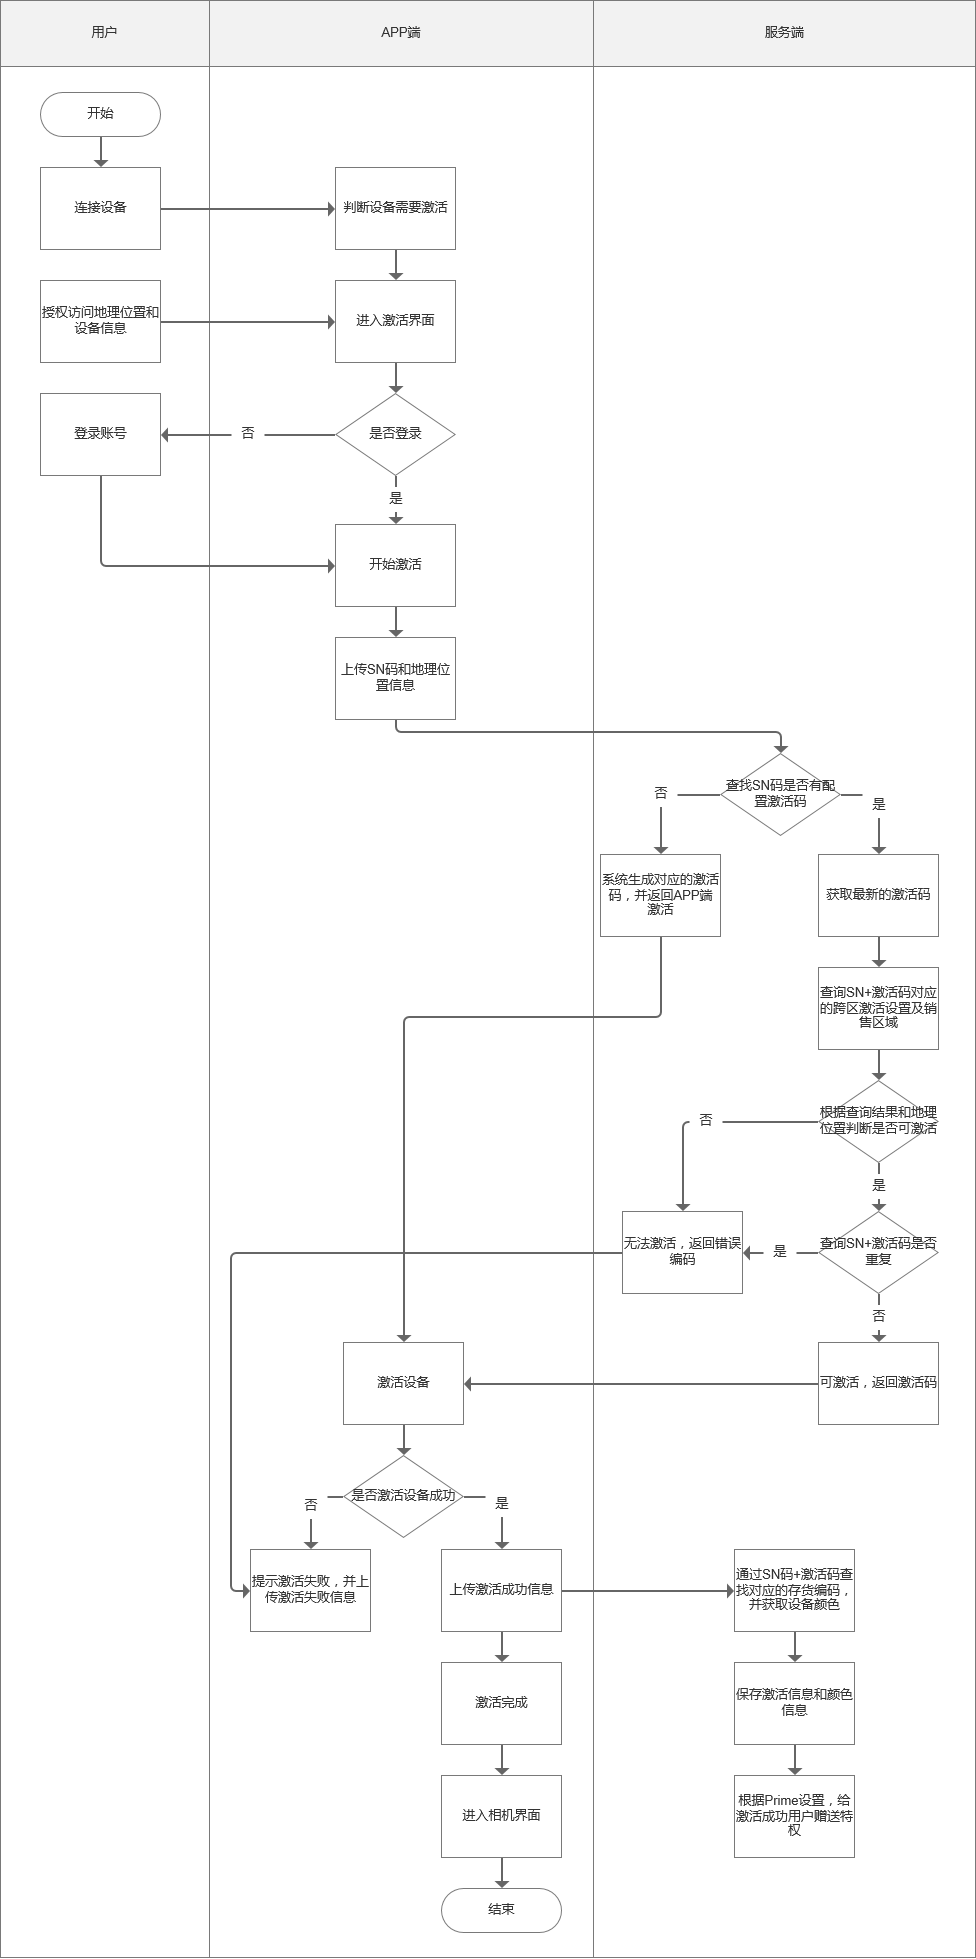 用户
APP端
服务端
开始
连接设备
判断设备需要激活
授权访问地理位置和
设备信息
进入激活界面
登录账号
否
是否登录
是
开始激活
上传SN码和地理位
置信息
查找SN码是否有配
置激活码
否
是
系统生成对应的激活
码，并返回APP端
激活
获取最新的激活码
查询SN+激活码对应
的跨区激活设置及销
售区域
根据查询结果和地理
位置判断是否可激活
否
是
无法激活，返回错误
编码
是
查询SN+激活码是否
重复
否
激活设备
可激活，返回激活码
是否激活设备成功
否
是
提示激活失败，并上
传激活失败信息
上传激活成功信息
通过SN码+激活码查
找对应的存货编码，
并获取设备颜色
激活完成
保存激活信息和颜色
信息
进入相机界面
根据Prime设置，给
激活成功用户赠送特
权
结束